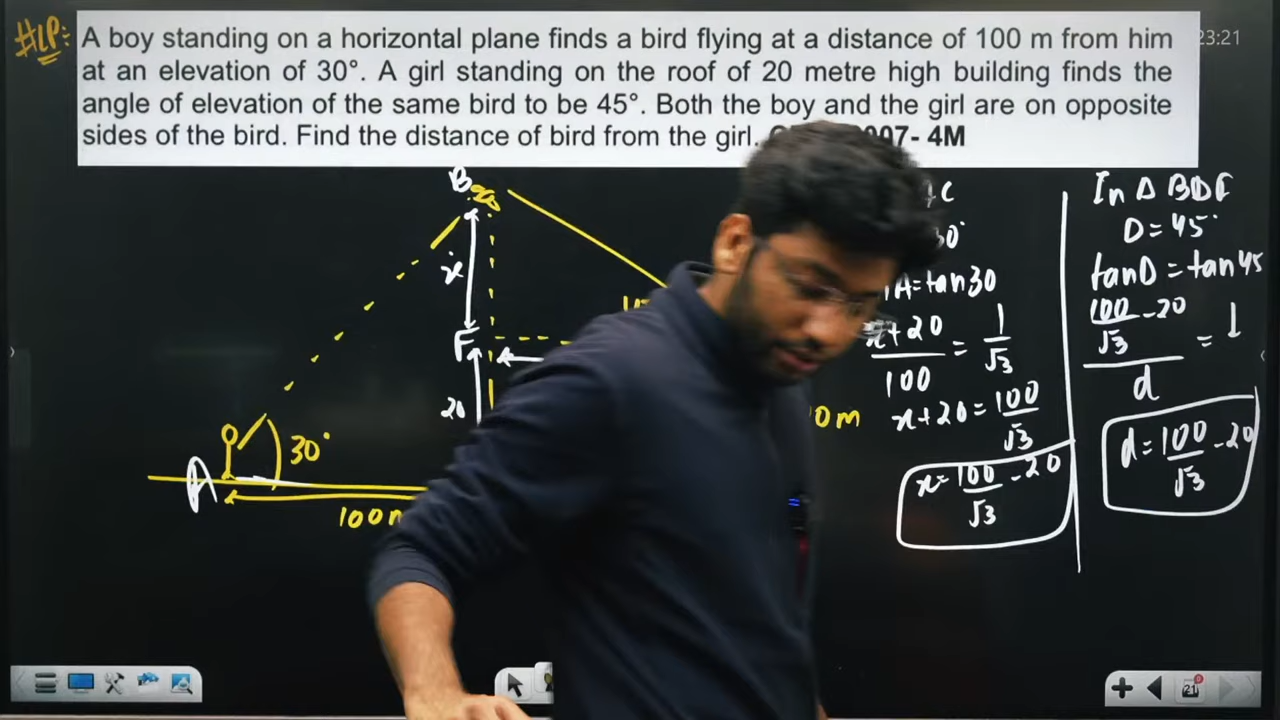 #LP:
A boy standing on a horizontal plane finds a bird flying at a distance of 100 m from him
at an elevation of 30°. A girl standing on the roof of 20 metre high building finds the
angle of elevation of the same bird to be 45°. Both the boy and the girl are on opposite
sides of the bird. Find the distance of bird from the girl. 007- 4M
23:21
B
x
F
20
A
30°
100m
0m
C
30°
A=tan30
x+20/100 = 1/√3
x+20=100/√3
x=100/√3-20
In Δ BDF
D=45°
tanD=tan45
100/√3-20/d = 1
d=100/√3-20
21